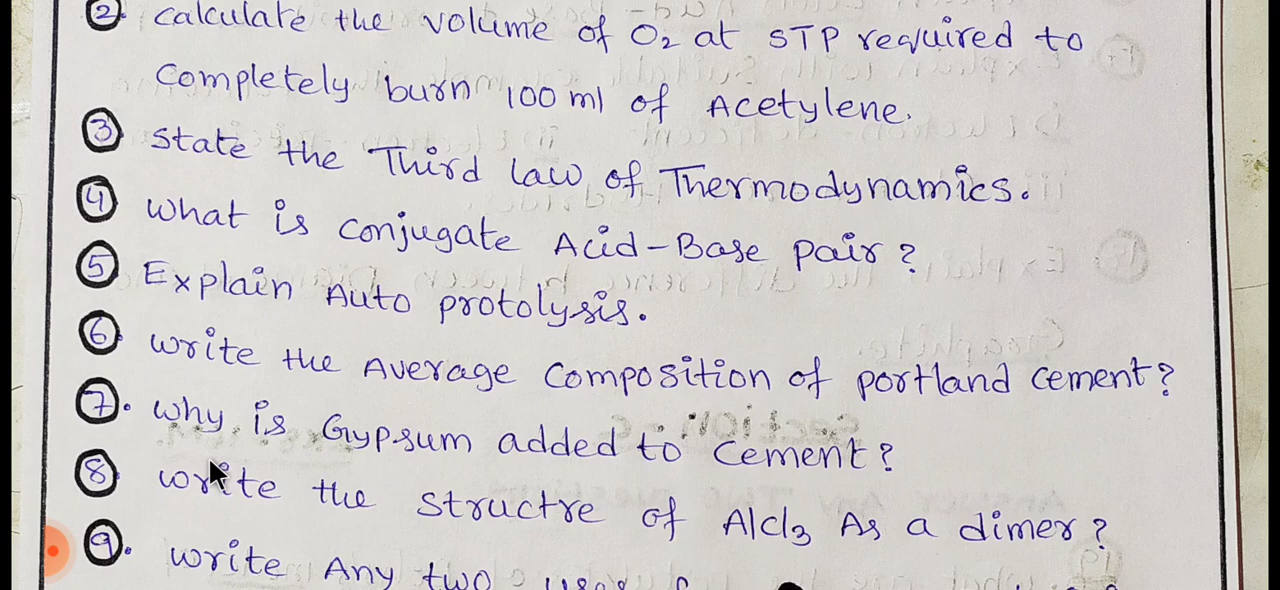 2. calculate the volume of O₂ at STP required to
completely burn 100 ml of Acetylene.
3 state the Third law of Thermodynamics.
4 what is conjugate Acid-Base pair?
5 Explain Auto protolysis.
6. write the Average composition of portland cement?
7. why is Gypsum added to cement?
8 write the structre of Alcl₃ As a dimer?
9. write Any two uses